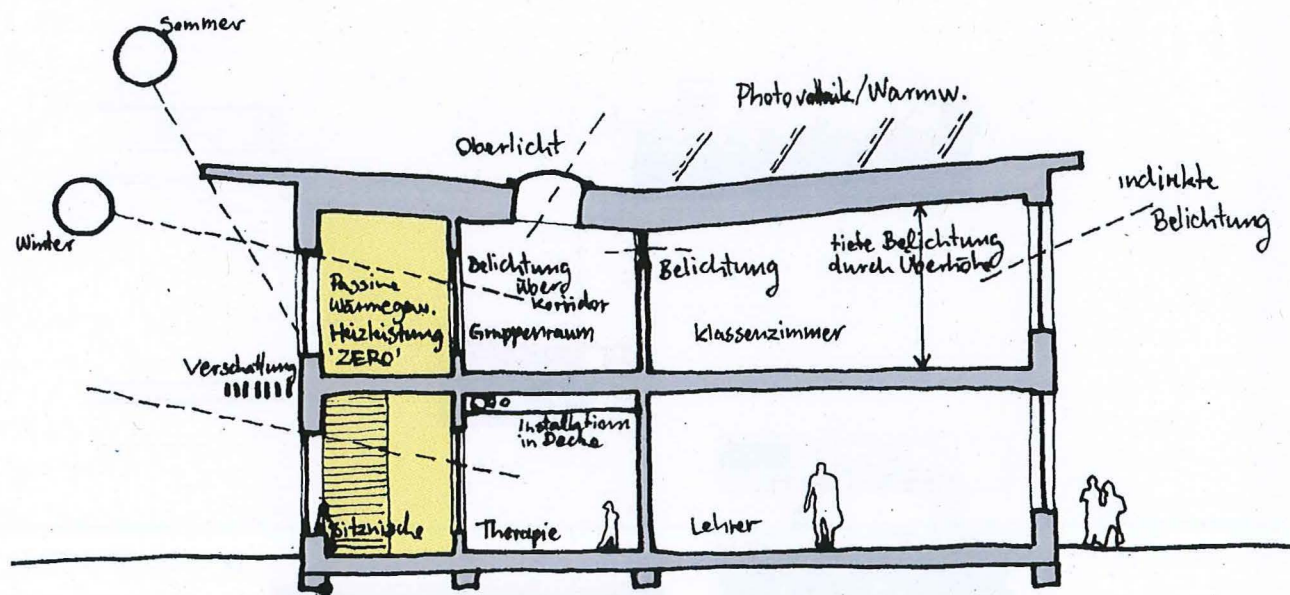 Sommer
Photovoltaik/Warmw.
Oberlicht
indirekte
Belichtung
Winter
Belichtung
über
Korridor
Gruppenraum
Belichtung
tiefe Belichtung
durch Überhöhe
Klassenzimmer
Passive
Wärmegew.
Heizleistung
'ZERO'
Verschattung
Installation
in Decke
Sitznische
Therapie
Lehrer